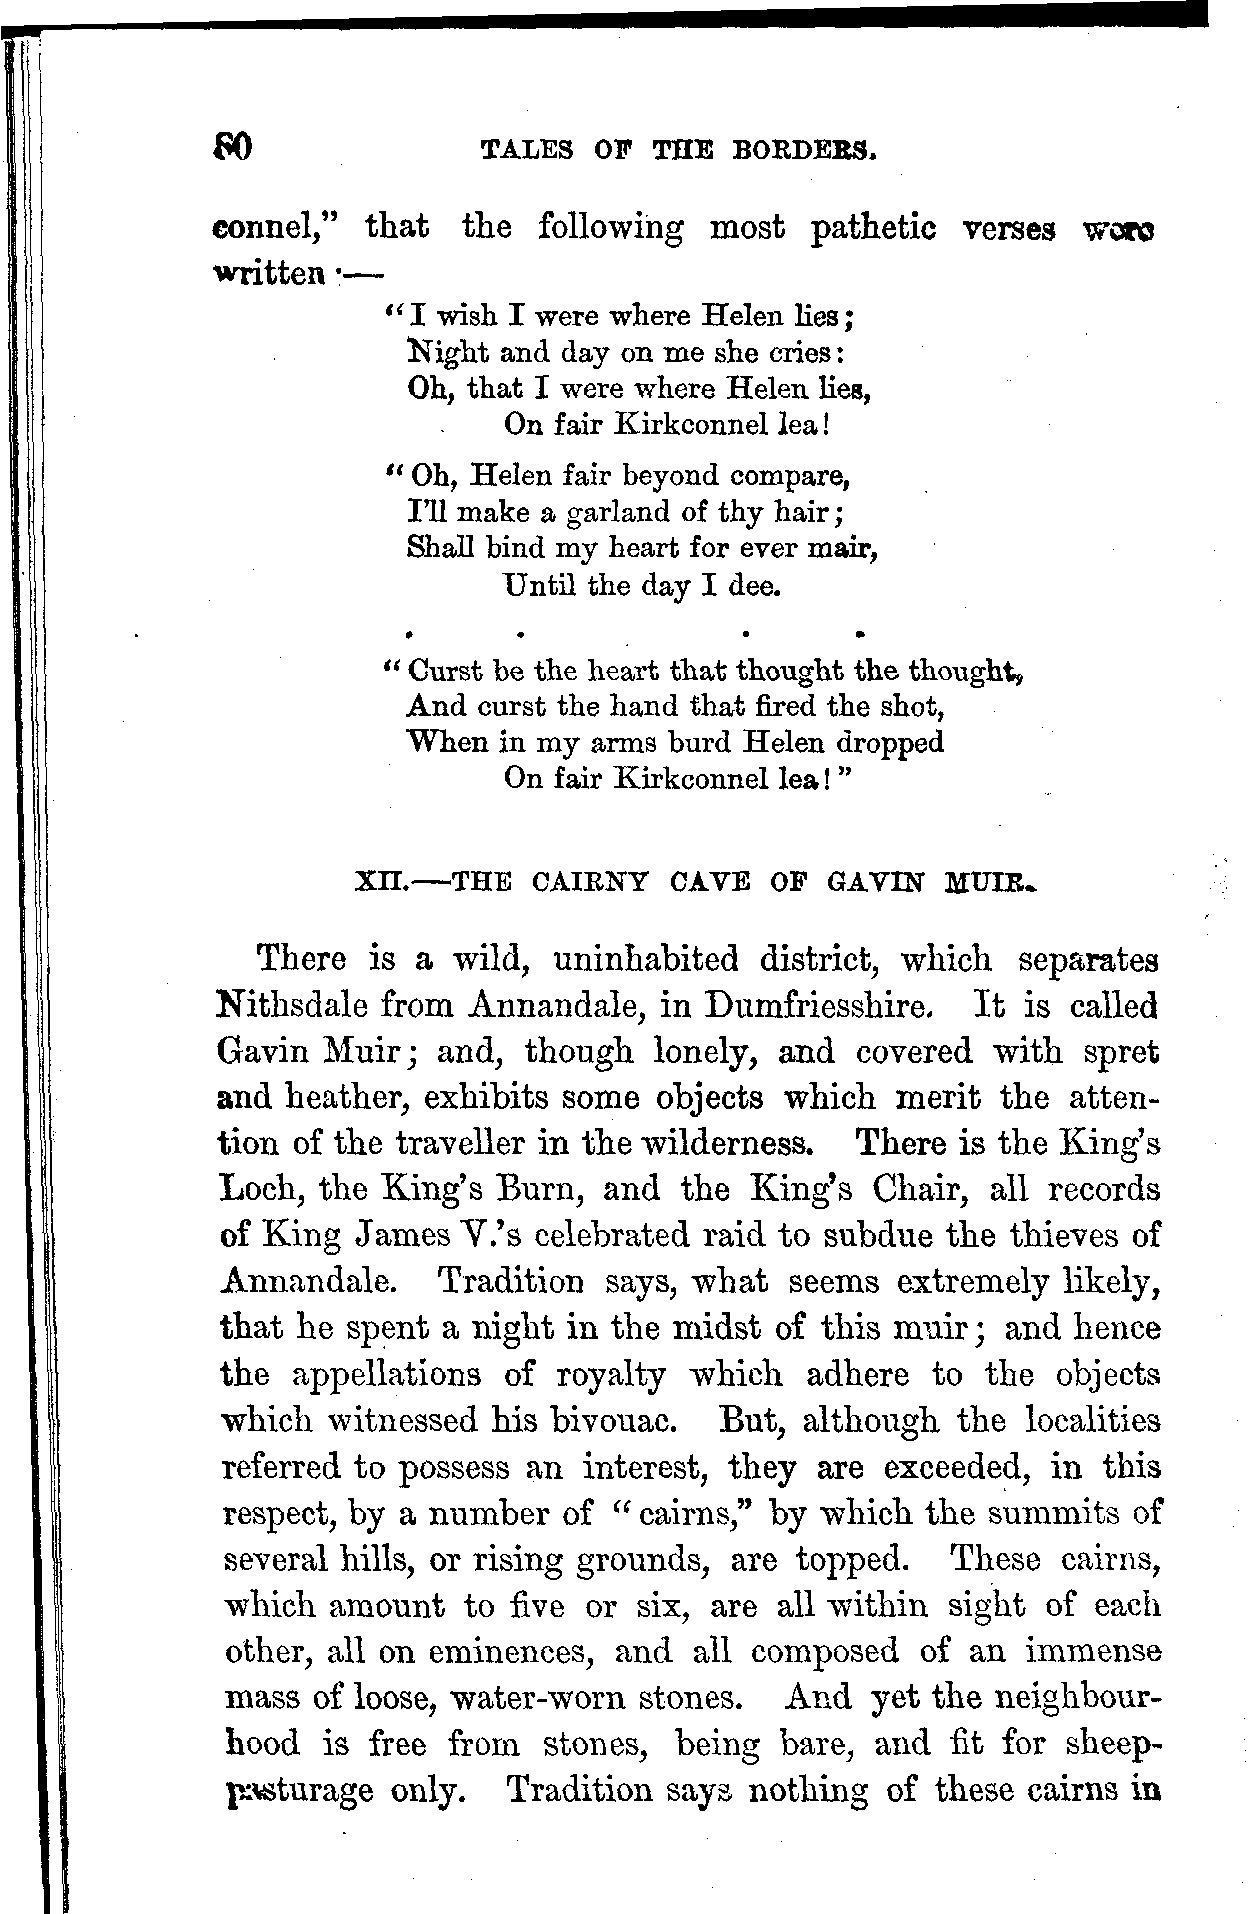 80 TALES OF THE BORDERS.
connel,” that the following most pathetic verses were
written :—
“I wish I were where Helen lies;
Night and day on me she cries:
Oh, that I were where Helen lies,
On fair Kirkconnel lea!
“Oh, Helen fair beyond compare,
I'll make a garland of thy hair;
Shall bind my heart for ever mair,
Until the day I dee.
. . . .
“Curst be the heart that thought the thought,
And curst the hand that fired the shot,
When in my arms burd Helen dropped
On fair Kirkconnel lea!”
XII.—THE CAIRNY CAVE OF GAVIN MUIR.
There is a wild, uninhabited district, which separates
Nithsdale from Annandale, in Dumfriesshire. It is called
Gavin Muir; and, though lonely, and covered with spret
and heather, exhibits some objects which merit the atten-
tion of the traveller in the wilderness. There is the King's
Loch, the King's Burn, and the King's Chair, all records
of King James V.'s celebrated raid to subdue the thieves of
Annandale. Tradition says, what seems extremely likely,
that he spent a night in the midst of this muir; and hence
the appellations of royalty which adhere to the objects
which witnessed his bivouac. But, although the localities
referred to possess an interest, they are exceeded, in this
respect, by a number of “cairns,” by which the summits of
several hills, or rising grounds, are topped. These cairns,
which amount to five or six, are all within sight of each
other, all on eminences, and all composed of an immense
mass of loose, water-worn stones. And yet the neighbour-
hood is free from stones, being bare, and fit for sheep-
pasturage only. Tradition says nothing of these cairns in